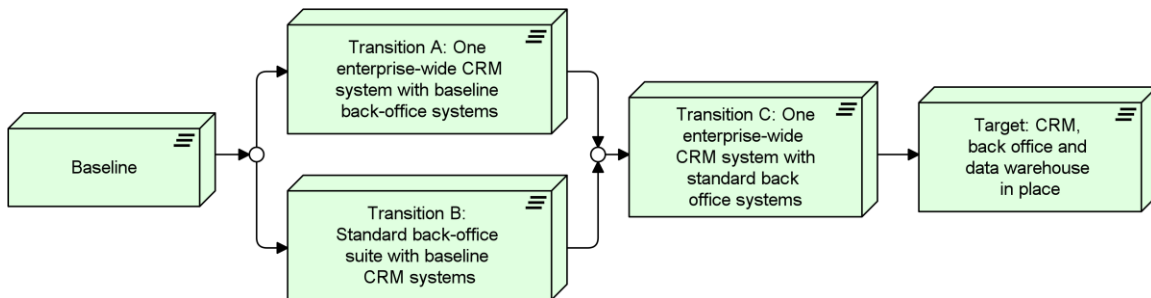 Baseline
Transition A: One
enterprise-wide CRM
system with baseline
back-office systems
Transition B:
Standard back-office
suite with baseline
CRM systems
Transition C: One
enterprise-wide
CRM system with
standard back
office systems
Target: CRM,
back office and
data warehouse
in place